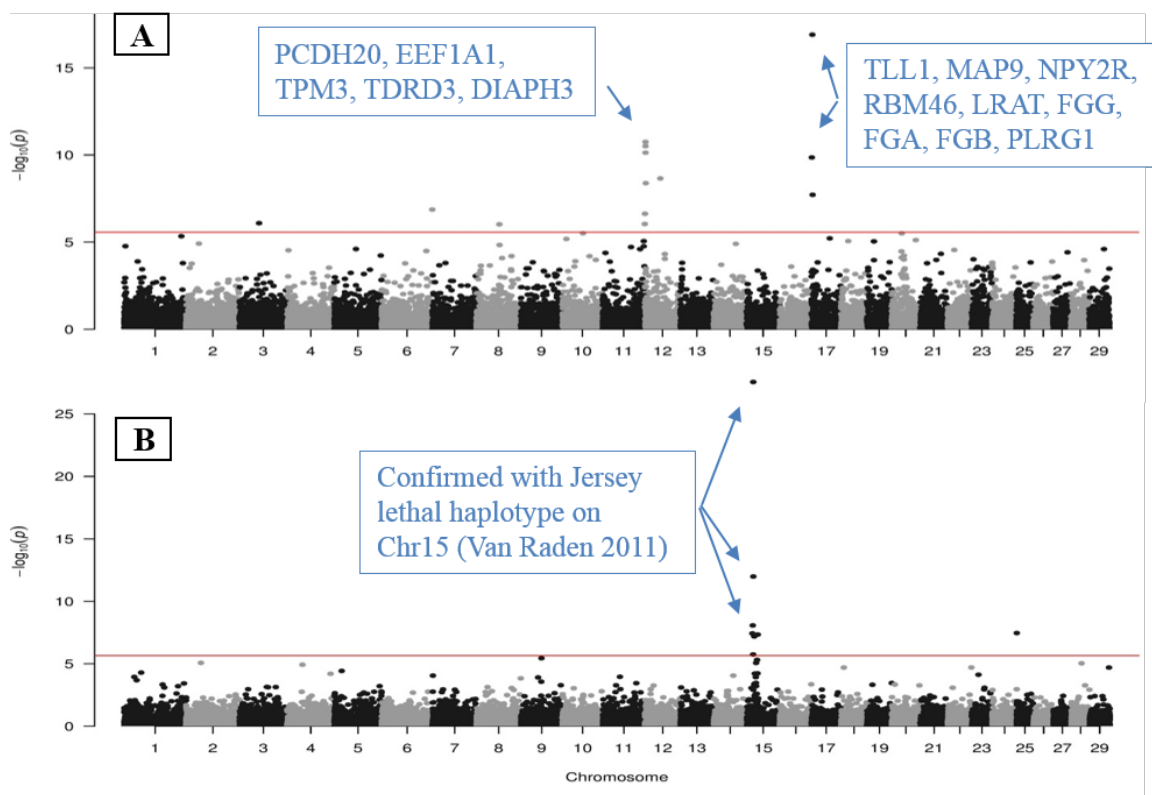 A
PCDH20, EEF1A1,
TPM3, TDRD3, DIAPH3
TLL1, MAP9, NPY2R,
RBM46, LRAT, FGG,
FGA, FGB, PLRG1
−log10(p)
15
10
5
0
1 2 3 4 5 6 7 8 9 10 11 12 13 15 17 19 21 23 25 27 29
B
Confirmed with Jersey
lethal haplotype on
Chr15 (Van Raden 2011)
−log10(p)
25
20
15
10
5
0
1 2 3 4 5 6 7 8 9 10 11 12 13 15 17 19 21 23 25 27 29
Chromosome